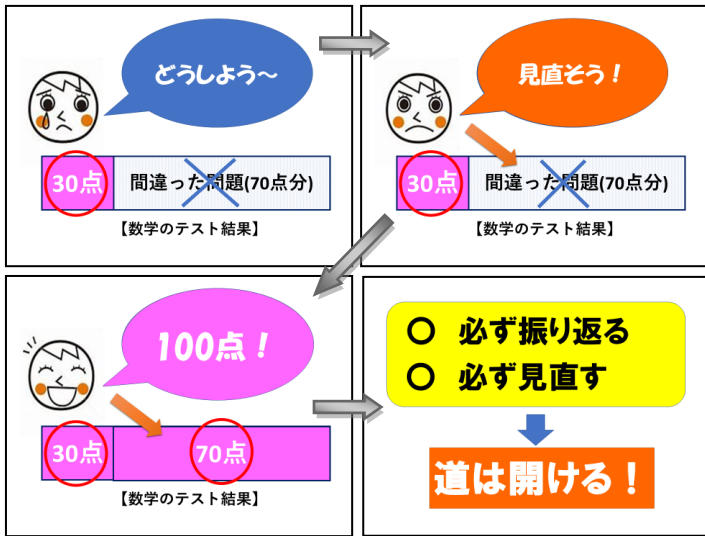 どうしよう～
30点
間違った問題(70点分)
【数学のテスト結果】
見直そう！
30点
間違った問題(70点分)
【数学のテスト結果】
100点！
30点
70点
【数学のテスト結果】
○ 必ず振り返る
○ 必ず見直す
道は開ける！